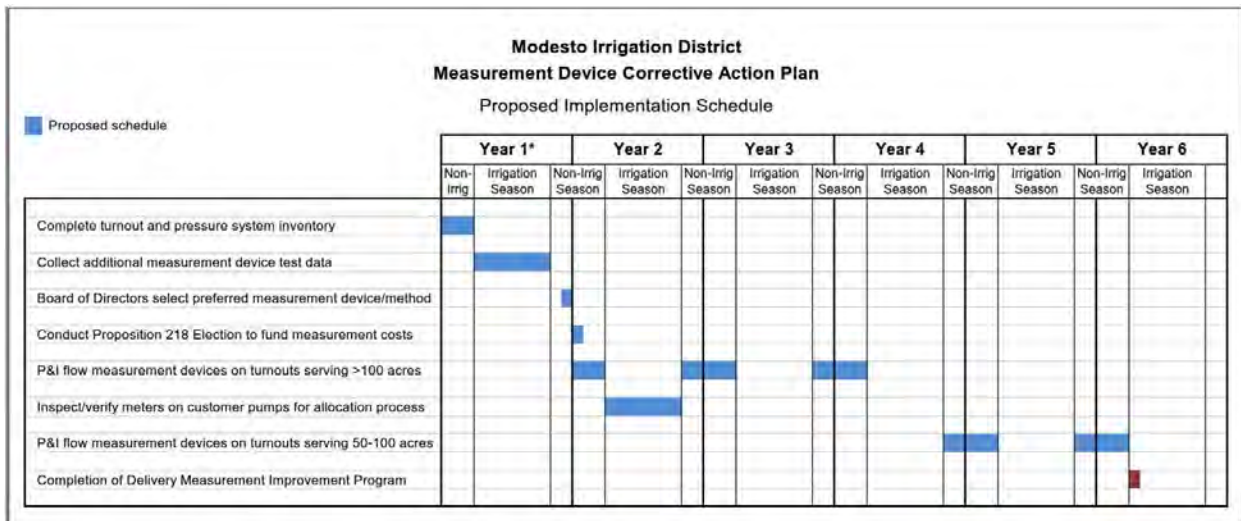 Modesto Irrigation District
Measurement Device Corrective Action Plan
Proposed Implementation Schedule
Proposed schedule
Year 1* Year 2 Year 3 Year 4 Year 5 Year 6
Non- Irrigation Non-Irrig Irrigation Non-Irrig Irrigation Non-Irrig Irrigation Non-Irrig Irrigation Non-Irrig Irrigation
Irrig Season Season Season Season Season Season Season Season Season Season Season
Complete turnout and pressure system inventory
Collect additional measurement device test data
Board of Directors select preferred measurement device/method
Conduct Proposition 218 Election to fund measurement costs
P&I flow measurement devices on turnouts serving >100 acres
Inspect/verify meters on customer pumps for allocation process
P&I flow measurement devices on turnouts serving 50-100 acres
Completion of Delivery Measurement Improvement Program